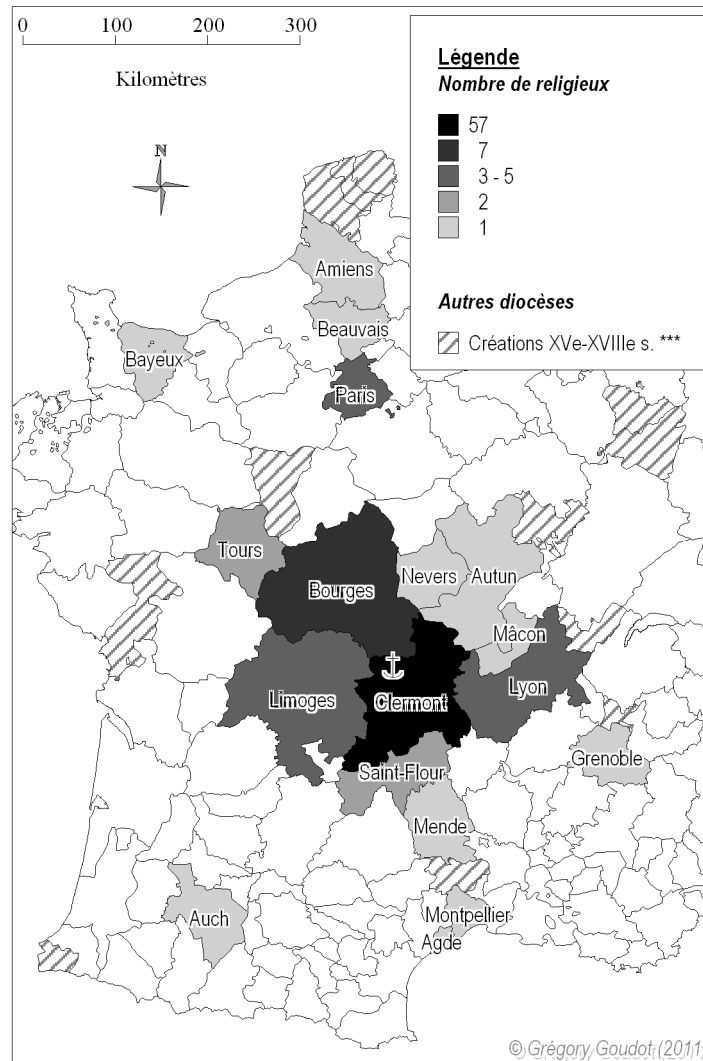 0 100 200 300
Kilomètres
N
Légende
Nombre de religieux
57
7
3 - 5
2
1
Autres diocèses
Créations XVe-XVIIIe s. ***
Amiens
Beauvais
Bayeux
Paris
Tours
Bourges
Nevers
Autun
Mâcon
Limoges
Clermont
Lyon
Saint-Flour
Grenoble
Mende
Auch
Montpellier
Agde
© Grégory Goudot (2011)